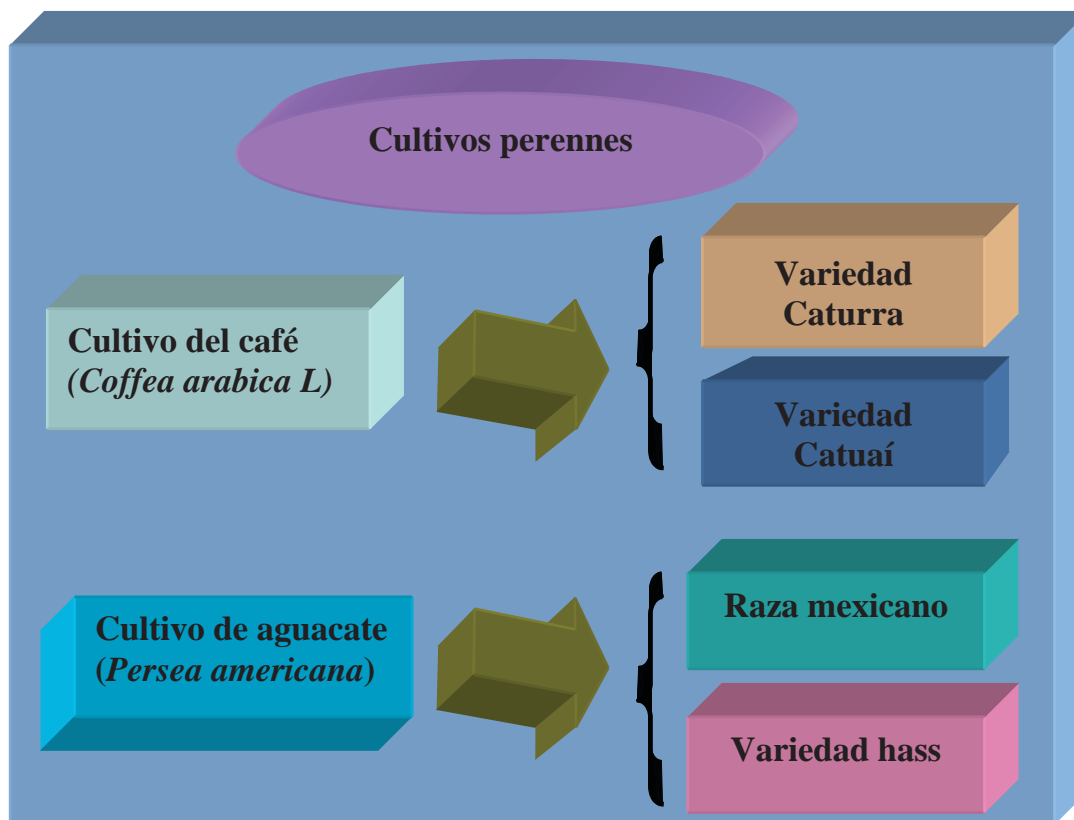 Cultivos perennes
Cultivo del café
(Coffea arabica L)
Variedad
Caturra
Variedad
Catuaí
Cultivo de aguacate
(Persea americana)
Raza mexicano
Variedad hass